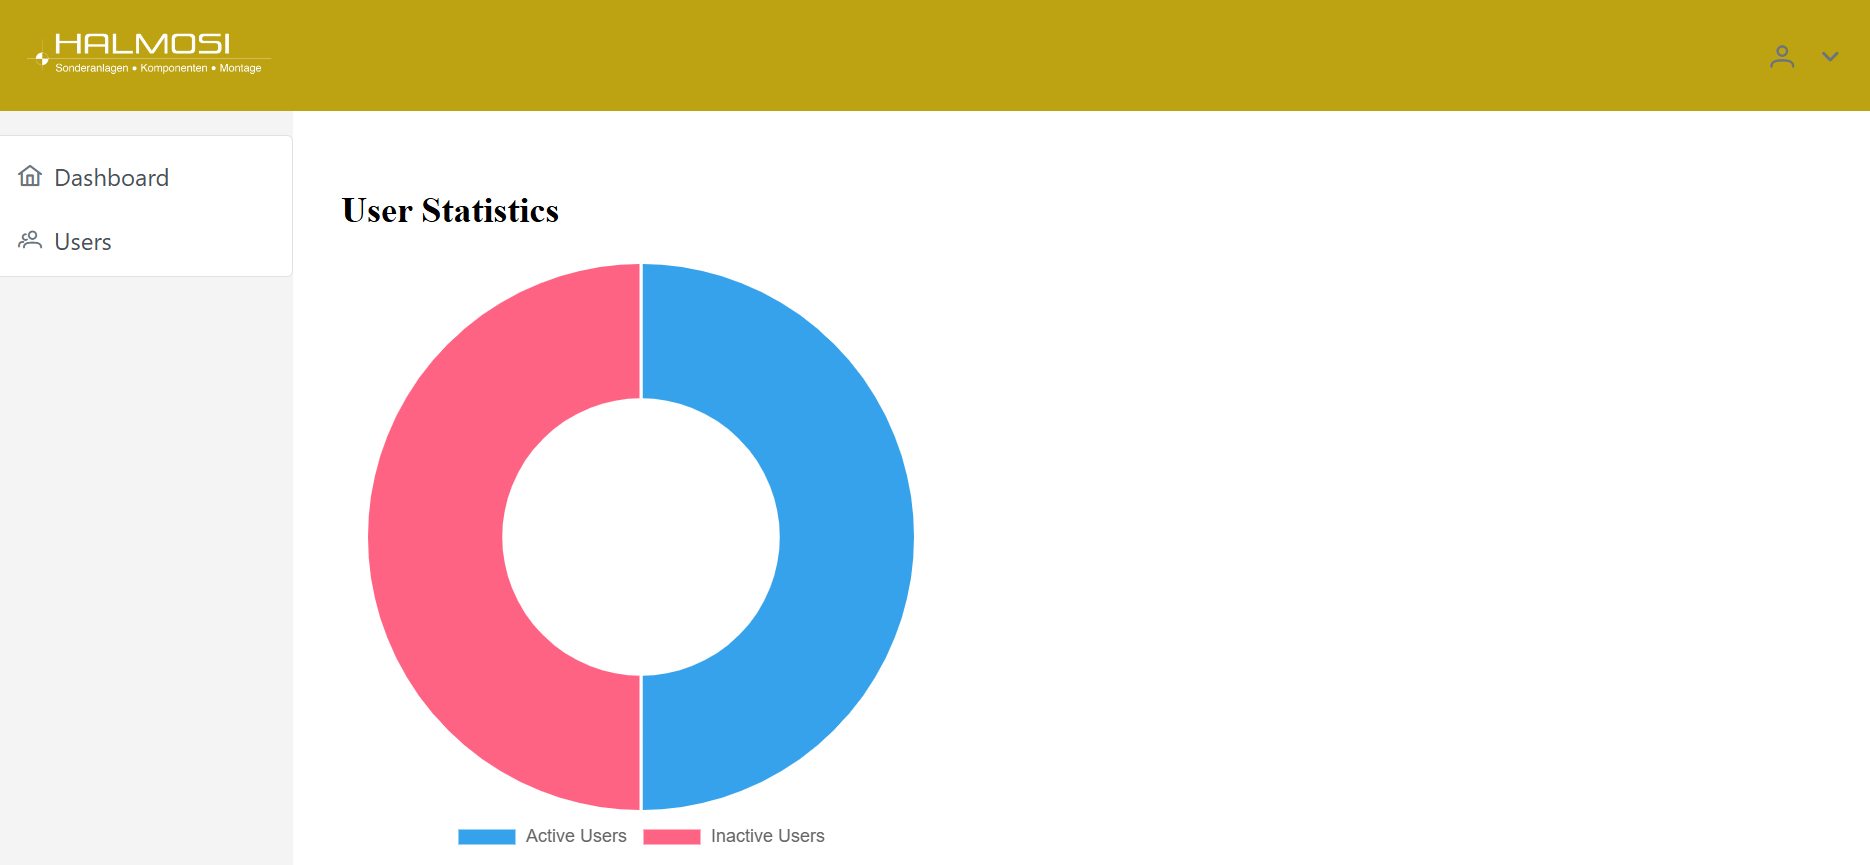 HALMOSI
Sonderanlagen • Komponenten • Montage
Dashboard
Users
User Statistics
Active Users
Inactive Users